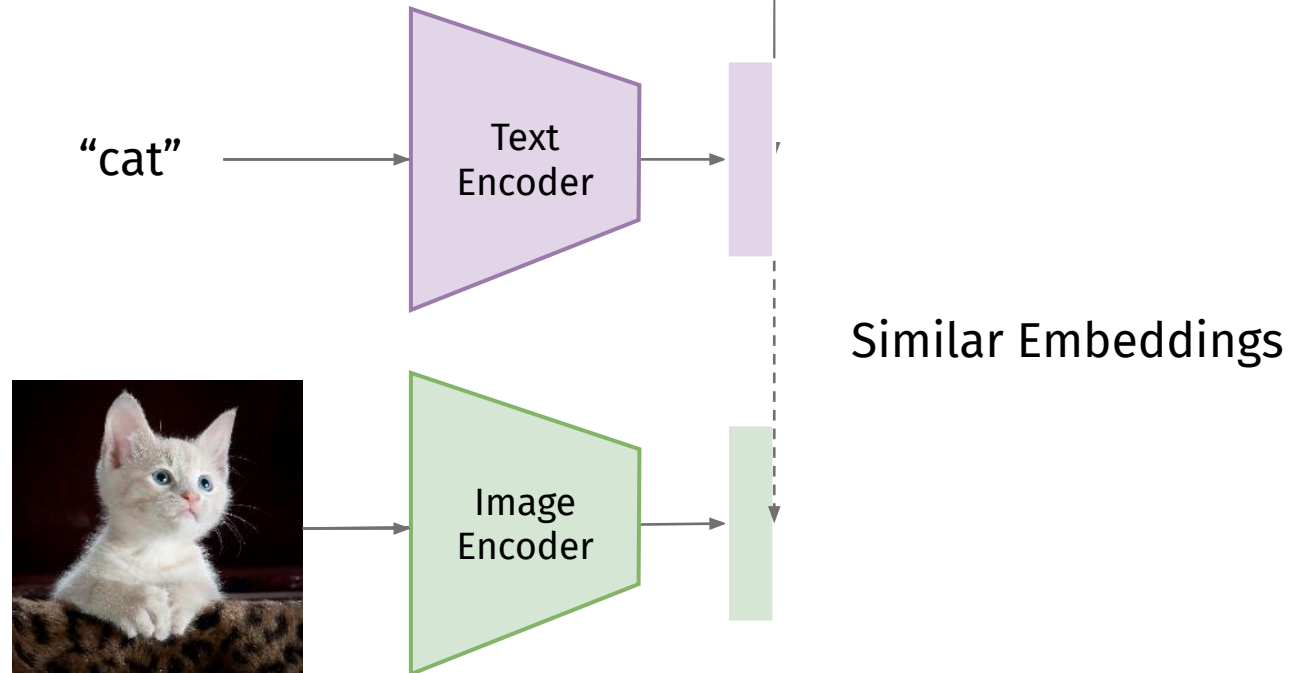 “cat”
Text
Encoder
Similar Embeddings
Image
Encoder